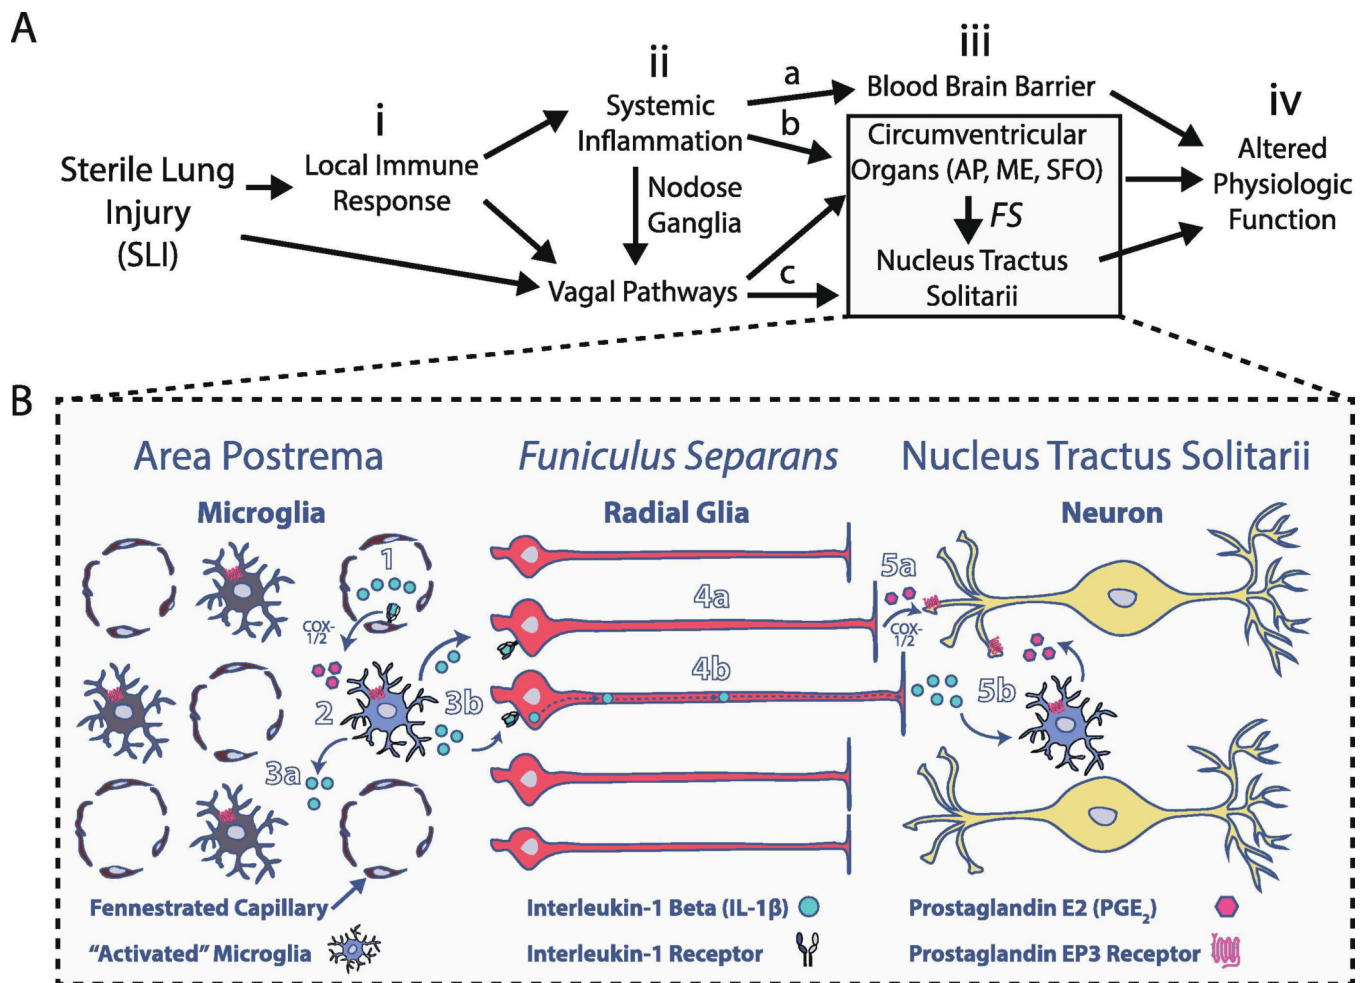 A
i
ii
iii
iv
Sterile Lung
Injury
(SLI)
Local Immune
Response
Systemic
Inflammation
Nodose
Ganglia
Vagal Pathways
a
b
c
Blood Brain Barrier
Circumventricular
Organs (AP, ME, SFO)
FS
Nucleus Tractus
Solitarii
Altered
Physiologic
Function
B
Area Postrema
Funiculus Separans
Nucleus Tractus Solitarii
Microglia
Radial Glia
Neuron
1
COX-
1/2
2
3a
3b
4a
4b
5a
COX-
1/2
5b
Fennestrated Capillary
Interleukin-1 Beta (IL-1β)
Prostaglandin E2 (PGE₂)
"Activated" Microglia
Interleukin-1 Receptor
Prostaglandin EP3 Receptor